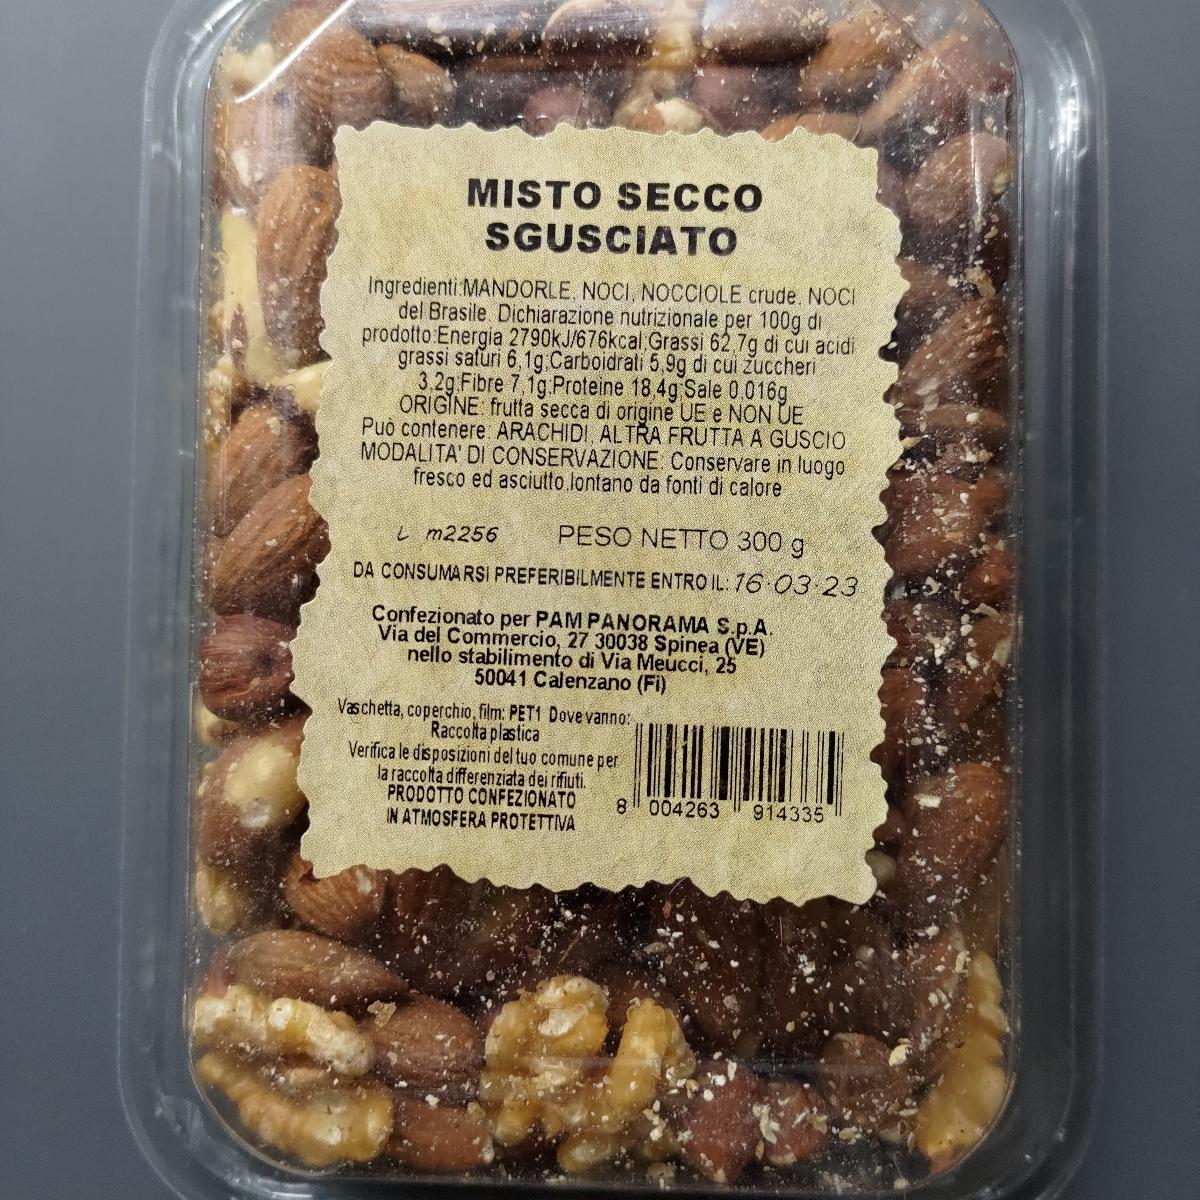 MISTO SECCO
SGUSCIATO
Ingredienti:MANDORLE, NOCI, NOCCIOLE crude, NOCI
del Brasile. Dichiarazione nutrizionale per 100g di
prodotto:Energia 2790kJ/676kcal;Grassi 62,7g di cui acidi
grassi saturi 6,1g;Carboidrati 5,9g di cui zuccheri
3,2g;Fibre 7,1g;Proteine 18,4g;Sale 0,016g
ORIGINE: frutta secca di origine UE e NON UE
Può contenere: ARACHIDI, ALTRA FRUTTA A GUSCIO
MODALITA' DI CONSERVAZIONE: Conservare in luogo
fresco ed asciutto,lontano da fonti di calore
L m2256 PESO NETTO 300 g
DA CONSUMARSI PREFERIBILMENTE ENTRO IL: 16·03·23
Confezionato per PAM PANORAMA S.p.A.
Via del Commercio, 27 30038 Spinea (VE)
nello stabilimento di Via Meucci, 25
50041 Calenzano (Fi)
Vaschetta, coperchio, film: PET1 Dove vanno:
Raccolta plastica
Verifica le disposizioni del tuo comune per
la raccolta differenziata dei rifiuti.
PRODOTTO CONFEZIONATO
IN ATMOSFERA PROTETTIVA
8 004263 914335